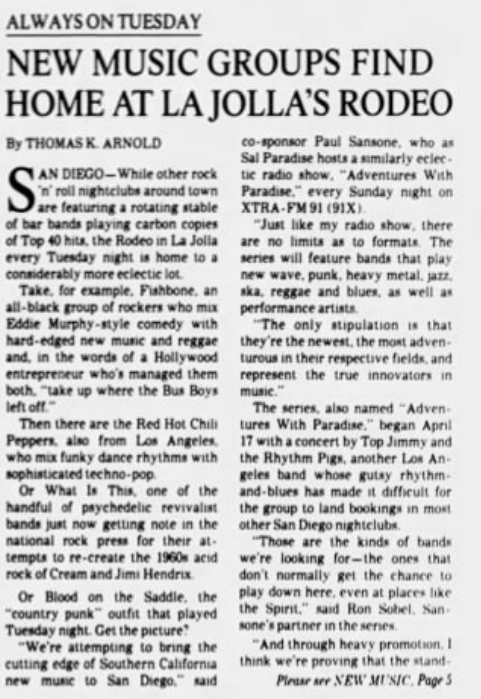 ALWAYS ON TUESDAY
NEW MUSIC GROUPS FIND
HOME AT LA JOLLA'S RODEO
By THOMAS K. ARNOLD
SAN DIEGO—While other rock
'n' roll nightclubs around town
are featuring a rotating stable
of bar bands playing carbon copies
of Top 40 hits, the Rodeo in La Jolla
every Tuesday night is home to a
considerably more eclectic lot.
Take, for example, Fishbone, an
all-black group of rockers who mix
Eddie Murphy-style comedy with
hard-edged new music and reggae
and, in the words of a Hollywood
entrepreneur who's managed them
both, "take up where the Bus Boys
left off."
Then there are the Red Hot Chili
Peppers, also from Los Angeles,
who mix funky dance rhythms with
sophisticated techno-pop.
Or What Is This, one of the
handful of psychedelic revivalist
bands just now getting note in the
national rock press for their at-
tempts to re-create the 1960s acid
rock of Cream and Jimi Hendrix.
Or Blood on the Saddle, the
"country punk" outfit that played
Tuesday night. Get the picture?
"We're attempting to bring the
cutting edge of Southern California
new music to San Diego," said
co-sponsor Paul Sansone, who as
Sal Paradise hosts a similarly eclec-
tic radio show, "Adventures With
Paradise," every Sunday night on
XTRA-FM 91 (91X).
"Just like my radio show, there
are no limits as to formats. The
series will feature bands that play
new wave, punk, heavy metal, jazz,
ska, reggae and blues, as well as
performance artists.
"The only stipulation is that
they're the newest, the most adven-
turous in their respective fields, and
represent the true innovators in
music."
The series, also named "Adven-
tures With Paradise," began April
17 with a concert by Top Jimmy and
the Rhythm Pigs, another Los An-
geles band whose gutsy rhythm-
and-blues has made it difficult for
the group to land bookings in most
other San Diego nightclubs.
"Those are the kinds of bands
we're looking for—the ones that
don't normally get the chance to
play down here, even at places like
the Spirit," said Ron Sobel, San-
sone's partner in the series.
"And through heavy promotion, I
think we're proving that the stand-
Please see NEW MUSIC, Page 5